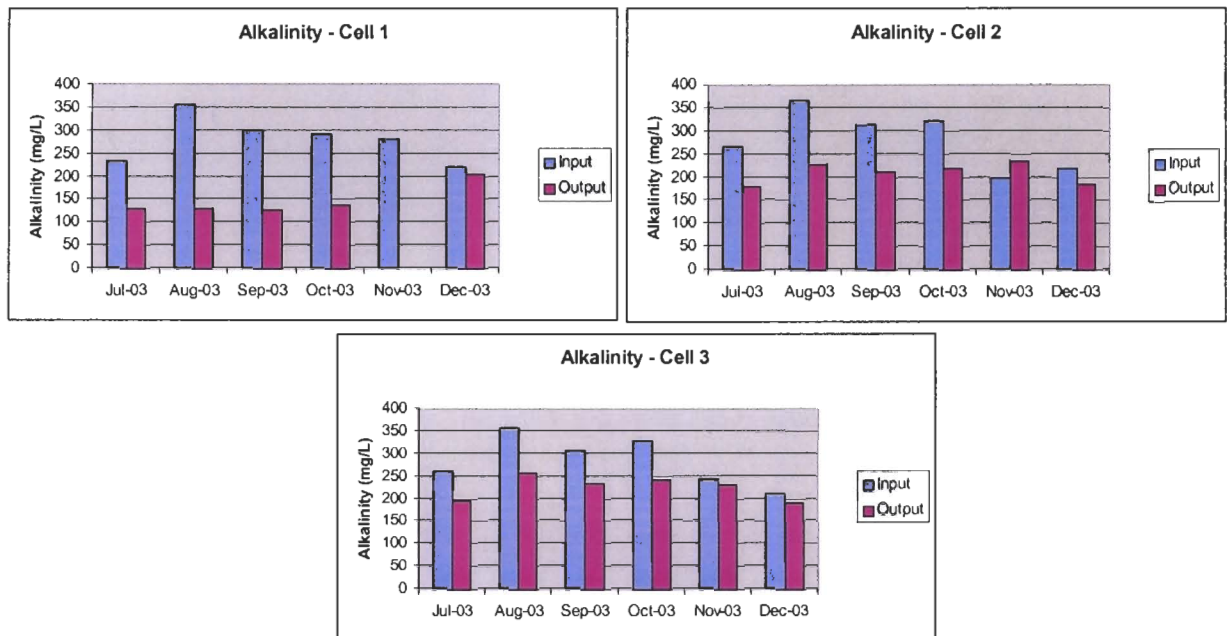 Alkalinity - Cell 1
Alkalinity (mg/L)
400
350
300
250
200
150
100
50
0
Jul-03 Aug-03 Sep-03 Oct-03 Nov-03 Dec-03
Input
Output
Alkalinity - Cell 2
Alkalinity (mg/L)
400
350
300
250
200
150
100
50
0
Jul-03 Aug-03 Sep-03 Oct-03 Nov-03 Dec-03
Input
Output
Alkalinity - Cell 3
Alkalinity (mg/L)
400
350
300
250
200
150
100
50
0
Jul-03 Aug-03 Sep-03 Oct-03 Nov-03 Dec-03
Input
Output